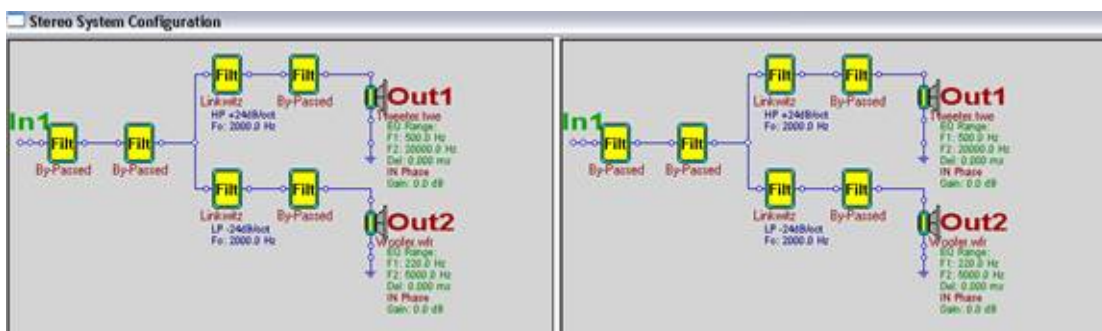 Stereo System Configuration
Filt
Filt
Linkwitz
By-Passed
HP +24dB/oct
Fo: 2000.0 Hz
Out1
Tweeter.twe
EQ Range:
F1: 500.0 Hz
F2: 20000.0 Hz
Del: 0.000 ms
IN Phase
Gain: 0.0 dB
In1
Filt
Filt
By-Passed
By-Passed
Filt
Filt
Linkwitz
By-Passed
LP -24dB/oct
Fo: 2000.0 Hz
Out2
Woofer.wfr
EQ Range:
F1: 220.0 Hz
F2: 5000.0 Hz
Del: 0.000 ms
IN Phase
Gain: 0.0 dB
Filt
Filt
Linkwitz
By-Passed
HP +24dB/oct
Fo: 2000.0 Hz
Out1
Tweeter.twe
EQ Range:
F1: 500.0 Hz
F2: 20000.0 Hz
Del: 0.000 ms
IN Phase
Gain: 0.0 dB
In1
Filt
Filt
By-Passed
By-Passed
Filt
Filt
Linkwitz
By-Passed
LP -24dB/oct
Fo: 2000.0 Hz
Out2
Woofer.wfr
EQ Range:
F1: 220.0 Hz
F2: 5000.0 Hz
Del: 0.000 ms
IN Phase
Gain: 0.0 dB